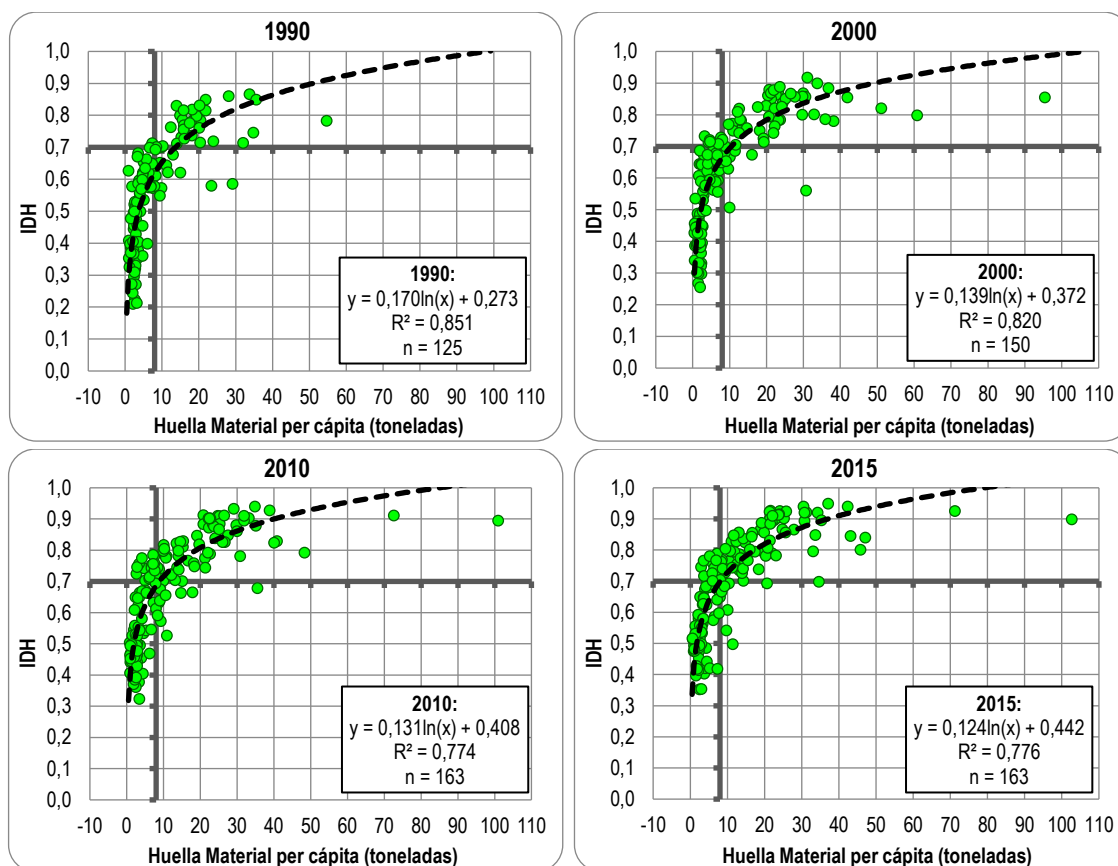 1990
1,0
0,9
0,8
0,7
0,6
0,5
0,4
0,3
0,2
0,1
0,0
IDH
1990:
y = 0,170ln(x) + 0,273
R² = 0,851
n = 125
-10 0 10 20 30 40 50 60 70 80 90 100 110
Huella Material per cápita (toneladas)
2000
1,0
0,9
0,8
0,7
0,6
0,5
0,4
0,3
0,2
0,1
0,0
IDH
2000:
y = 0,139ln(x) + 0,372
R² = 0,820
n = 150
-10 0 10 20 30 40 50 60 70 80 90 100 110
Huella Material per cápita (toneladas)
2010
1,0
0,9
0,8
0,7
0,6
0,5
0,4
0,3
0,2
0,1
0,0
IDH
2010:
y = 0,131ln(x) + 0,408
R² = 0,774
n = 163
-10 0 10 20 30 40 50 60 70 80 90 100 110
Huella Material per cápita (toneladas)
2015
1,0
0,9
0,8
0,7
0,6
0,5
0,4
0,3
0,2
0,1
0,0
IDH
2015:
y = 0,124ln(x) + 0,442
R² = 0,776
n = 163
-10 0 10 20 30 40 50 60 70 80 90 100 110
Huella Material per cápita (toneladas)